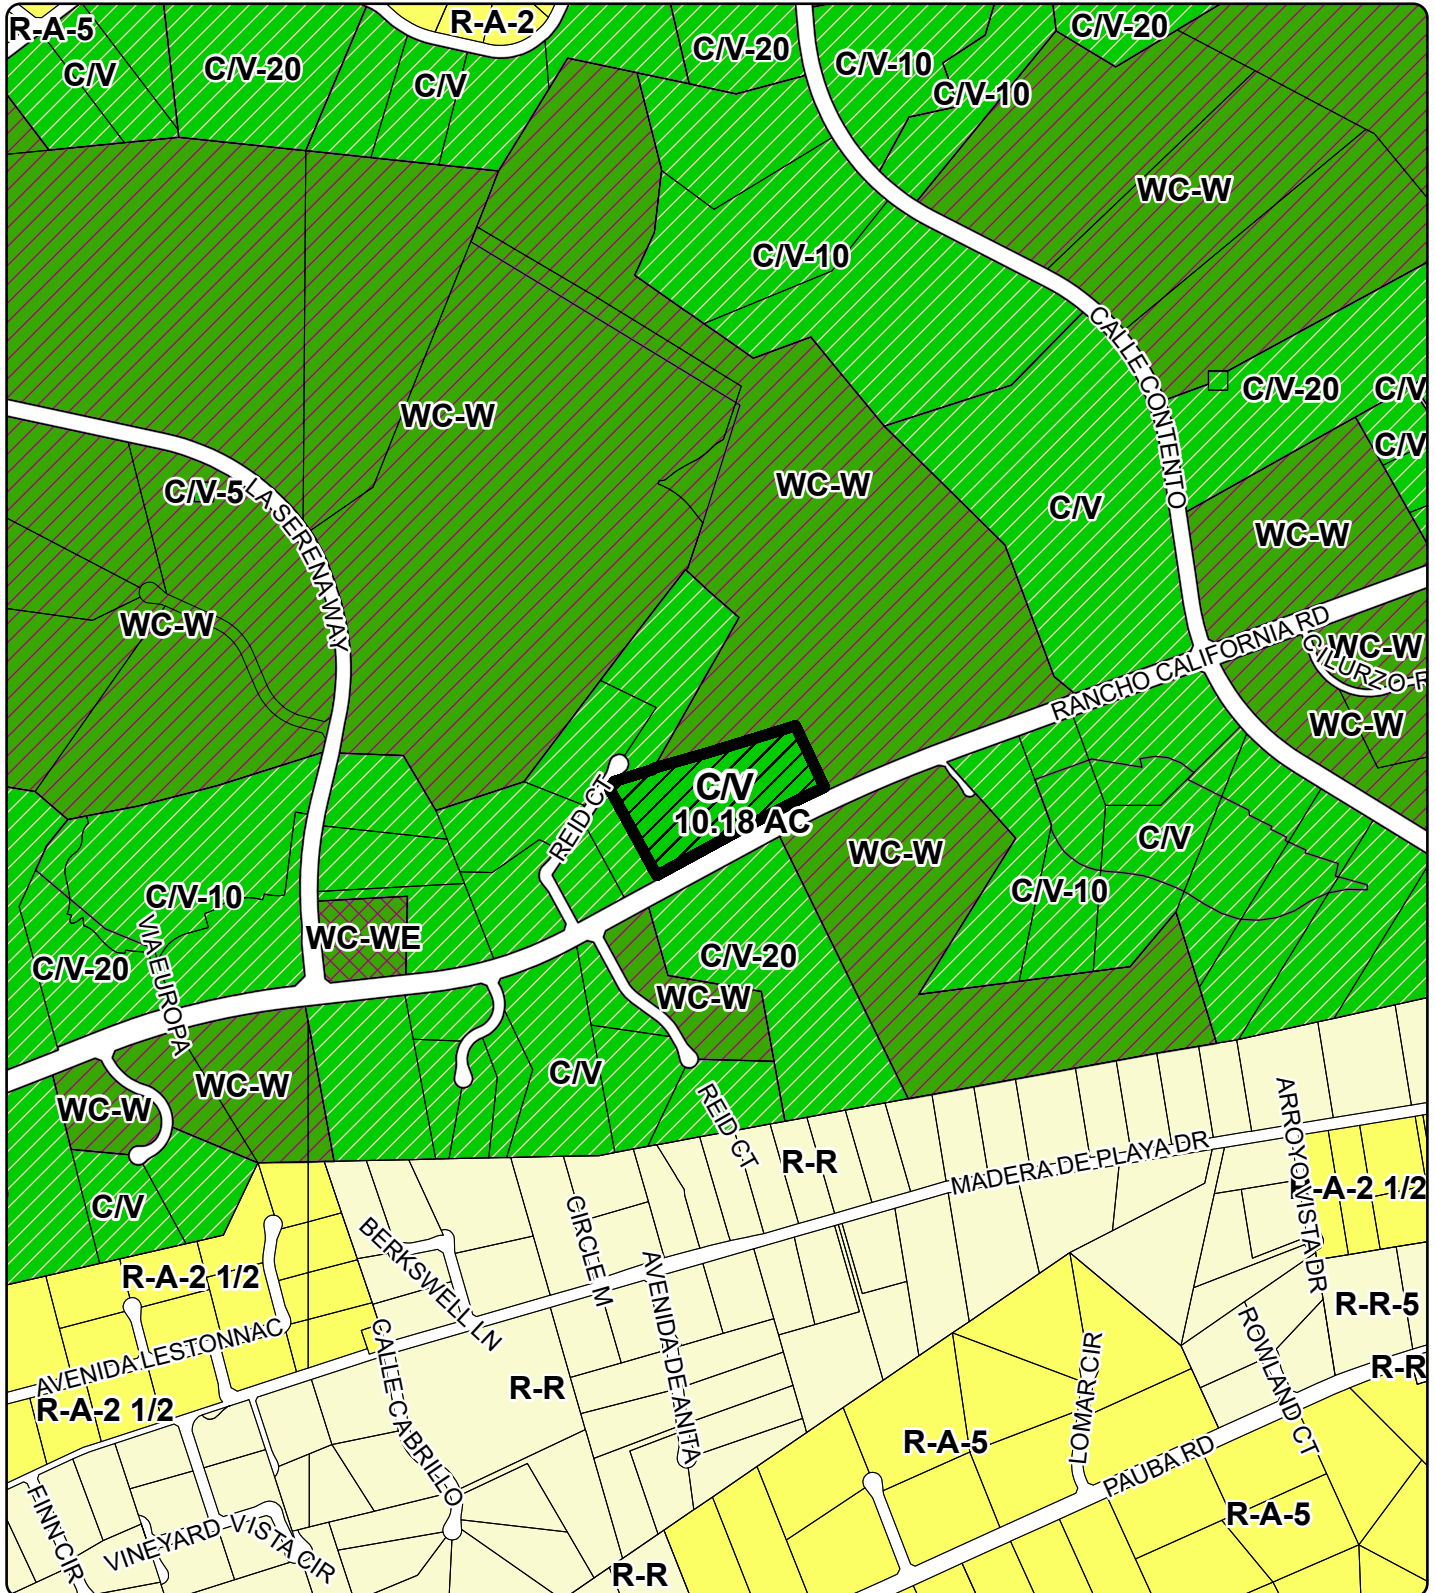 R-A-5
R-A-2
C/V
C/V-20
C/V
C/V-20
C/V-10
C/V-20
C/V-10
WC-W
C/V-10
CALLE CONTENTO
C/V-20
C/V
C/V
WC-W
WC-W
C/V-5
LA SERENA WAY
C/V
WC-W
WC-W
RANCHO CALIFORNIA RD
WC-W
CILURZO R
WC-W
REID CT
C/V
10.18 AC
WC-W
C/V
C/V-10
C/V-10
VIA EUROPA
WC-WE
C/V-20
C/V-20
WC-W
WC-W
WC-W
C/V
REID CT
C/V
R-R
MADERA DE PLAYA DR
ARROYO VISTA DR
-A-2 1/2
R-A-2 1/2
BERKSWELL LN
CIRCLE M
AVENIDA DE ANITA
R-R-5
AVENIDA LESTONNAC
R-A-2 1/2
CALLE CABRILLO
R-R
LOMAR CIR
ROWLAND CT
R-R
R-A-5
PAUBA RD
R-A-5
FINN CIR
VINEYARD VISTA CIR
R-R